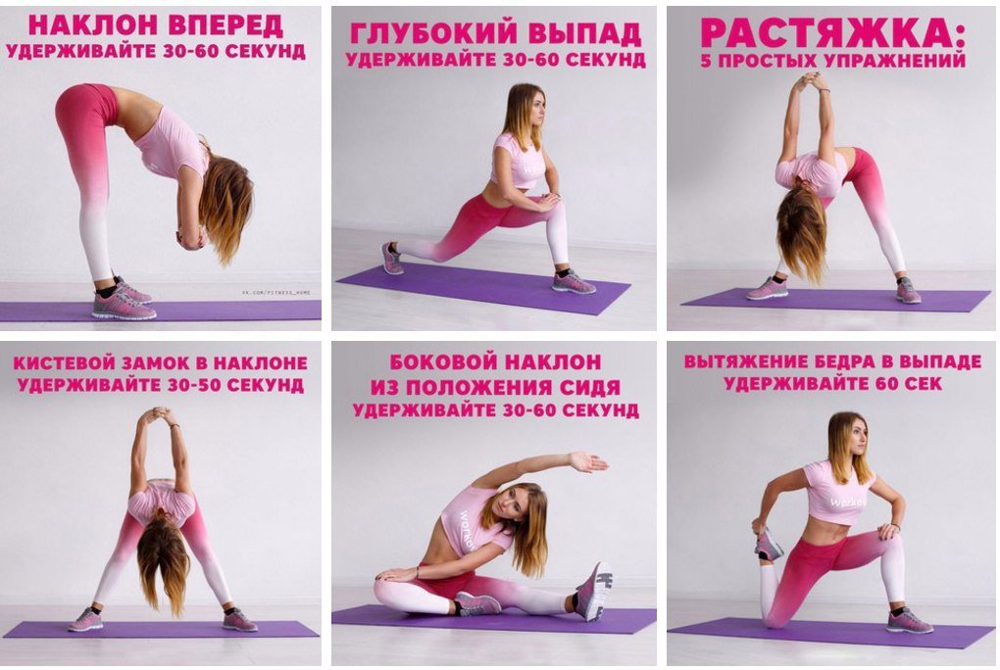 НАКЛОН ВПЕРЕД
УДЕРЖИВАЙТЕ 30-60 СЕКУНД
VK.COM/FITNESS_HOME
ГЛУБОКИЙ ВЫПАД
УДЕРЖИВАЙТЕ 30-60 СЕКУНД
РАСТЯЖКА:
5 ПРОСТЫХ УПРАЖНЕНИЙ
КИСТЕВОЙ ЗАМОК В НАКЛОНЕ
УДЕРЖИВАЙТЕ 30-50 СЕКУНД
БОКОВОЙ НАКЛОН
ИЗ ПОЛОЖЕНИЯ СИДЯ
УДЕРЖИВАЙТЕ 30-60 СЕКУНД
ВЫТЯЖЕНИЕ БЕДРА В ВЫПАДЕ
УДЕРЖИВАЙТЕ 60 СЕК